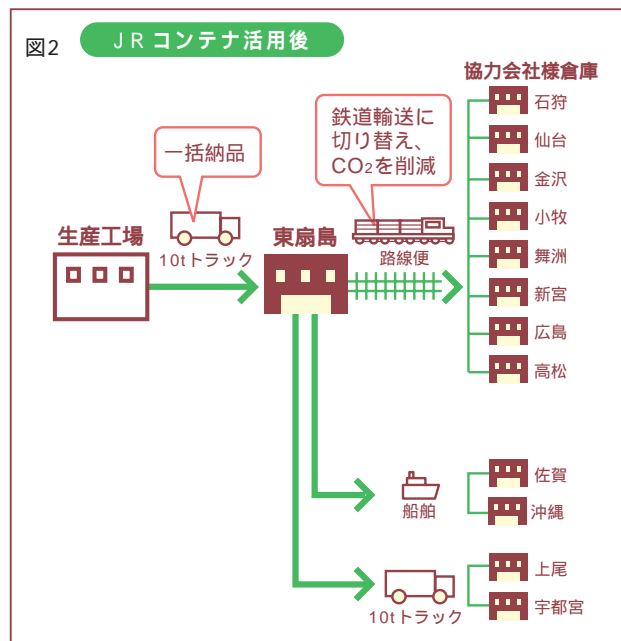 図2
JRコンテナ活用後
協力会社様倉庫
一括納品
鉄道輸送に
切り替え、
CO2を削減
生産工場
10tトラック
東扇島
路線便
石狩
仙台
金沢
小牧
舞洲
新宮
広島
高松
船舶
佐賀
沖縄
10tトラック
上尾
宇都宮